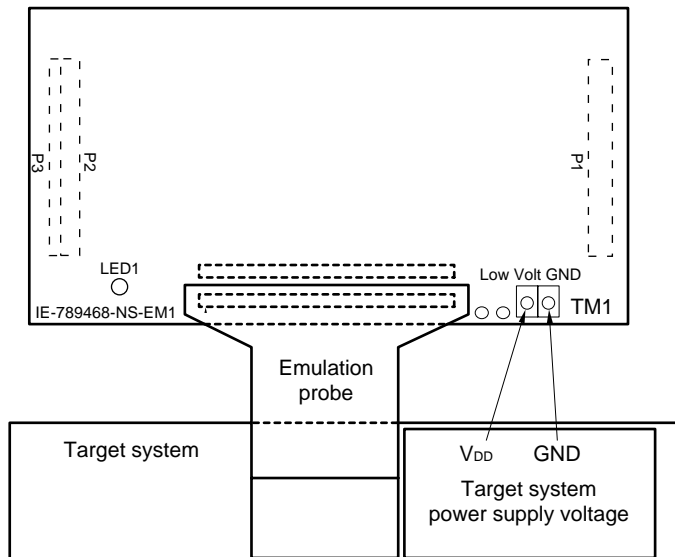 P3
P2
P1
LED1
Low Volt GND
IE-789468-NS-EM1
TM1
Emulation
probe
Target system
VDD
GND
Target system
power supply voltage